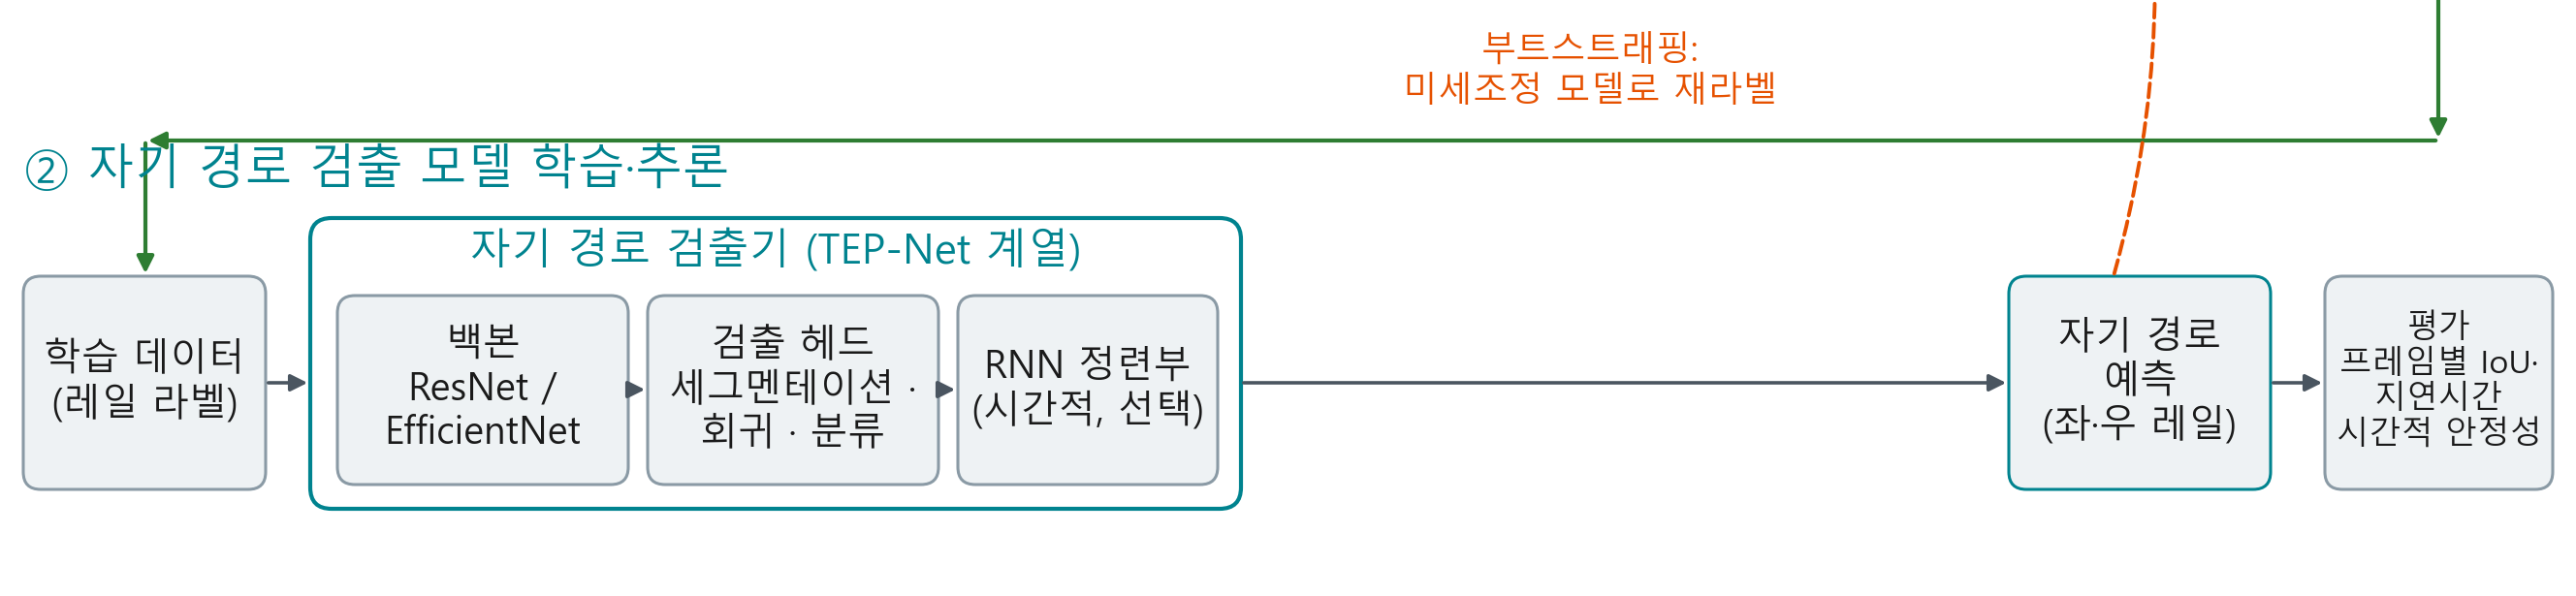 부트스트래핑:
미세조정 모델로 재라벨
② 자기 경로 검출 모델 학습·추론
자기 경로 검출기 (TEP-Net 계열)
학습 데이터
(레일 라벨)
백본
ResNet /
EfficientNet
검출 헤드
세그멘테이션 ·
회귀 · 분류
RNN 정련부
(시간적, 선택)
자기 경로
예측
(좌·우 레일)
평가
프레임별 IoU·
지연시간
시간적 안정성